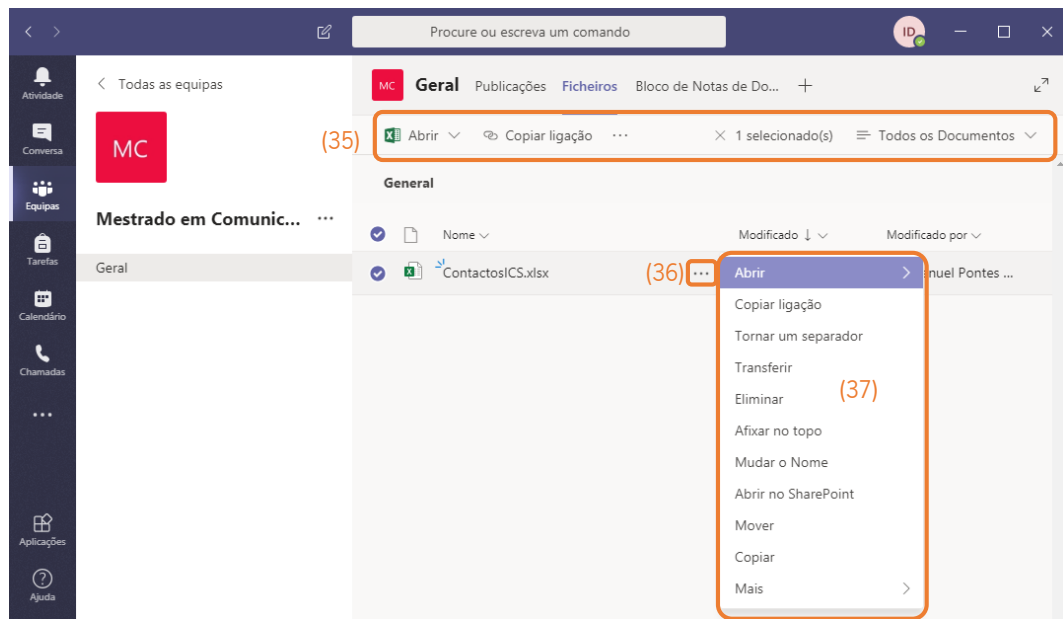 Procure ou escreva um comando
ID
Atividade
Conversa
Equipas
Tarefas
Calendário
Chamadas
Aplicações
Ajuda
Todas as equipas
MC
Mestrado em Comunic... ...
Geral
MC Geral Publicações Ficheiros Bloco de Notas de Do... +
(35) Abrir Copiar ligação ... 1 selecionado(s) Todos os Documentos
General
Nome Modificado ↓ Modificado por
ContactosICS.xlsx (36) ... nuel Pontes ...
Abrir
Copiar ligação
Tornar um separador
Transferir
Eliminar
(37)
Afixar no topo
Mudar o Nome
Abrir no SharePoint
Mover
Copiar
Mais